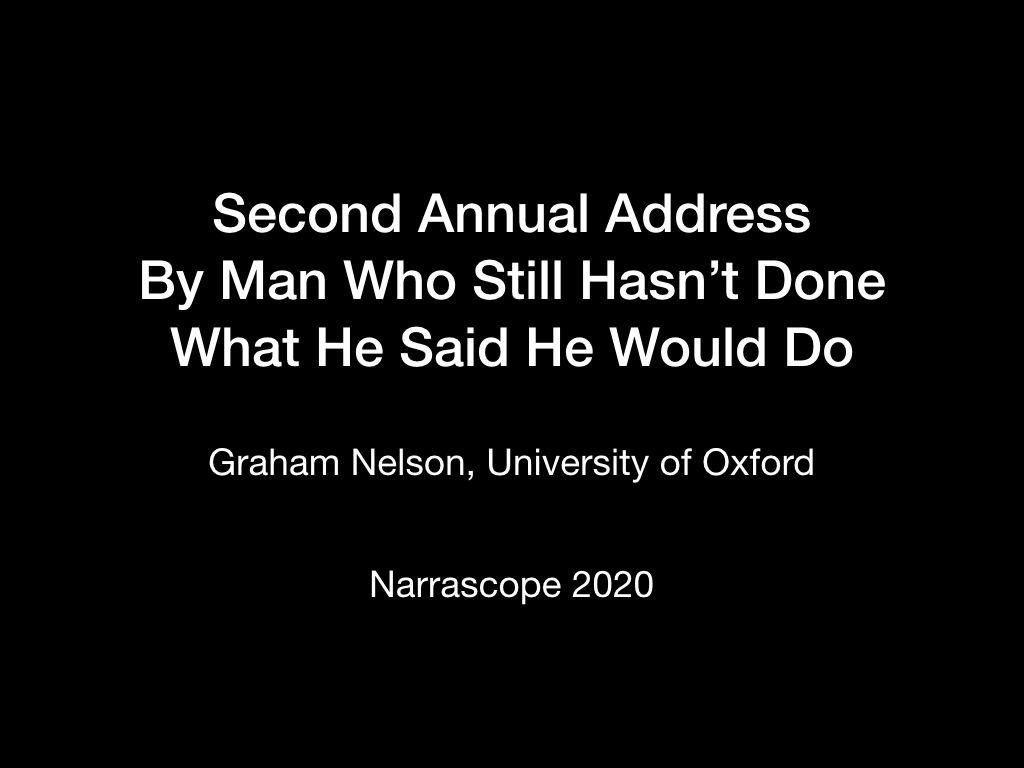 Second Annual Address
By Man Who Still Hasn’t Done
What He Said He Would Do
Graham Nelson, University of Oxford
Narrascope 2020